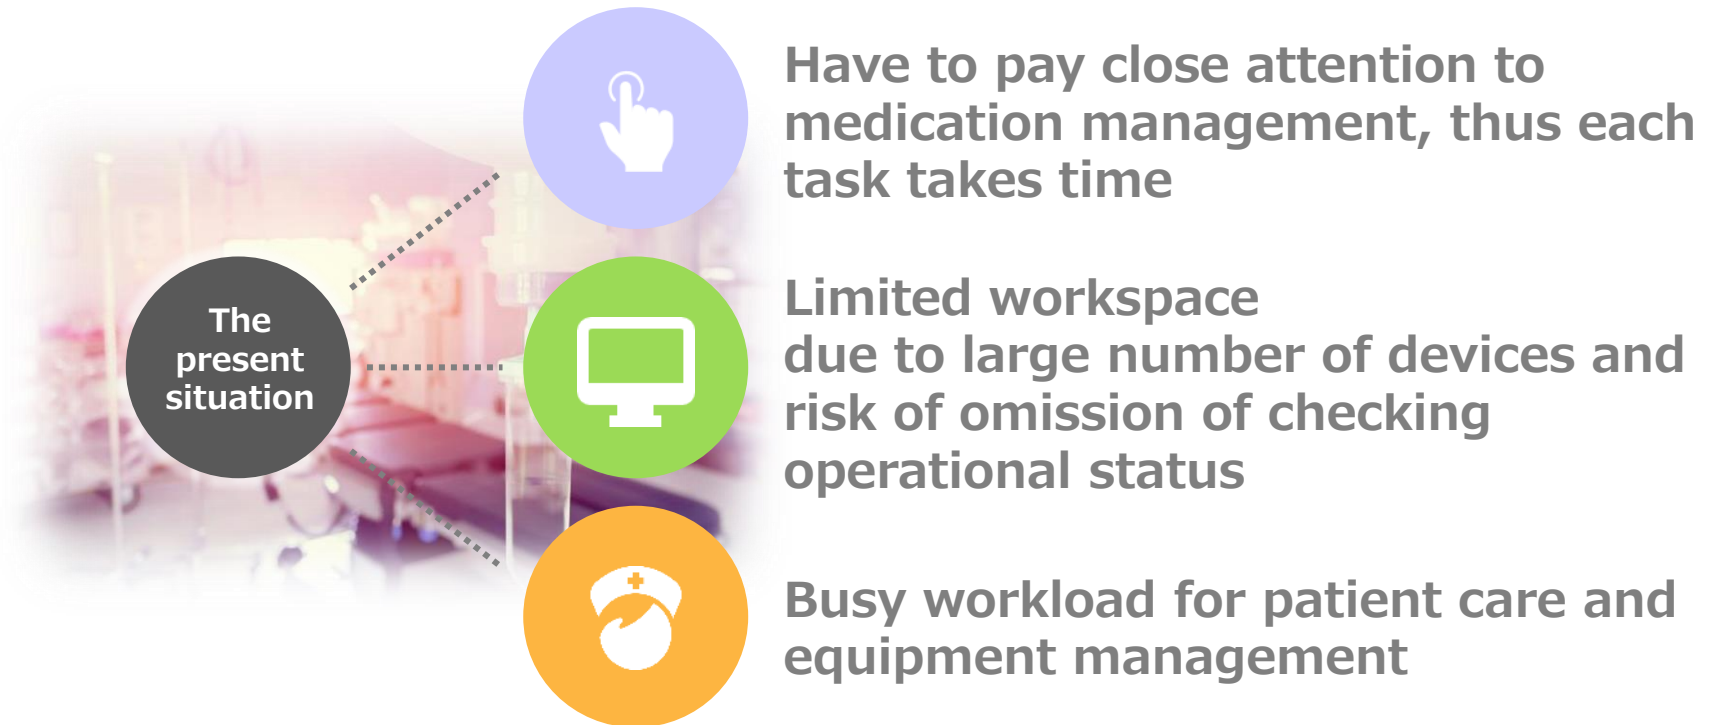 The
present
situation
Have to pay close attention to
medication management, thus each
task takes time
Limited workspace
due to large number of devices and
risk of omission of checking
operational status
Busy workload for patient care and
equipment management